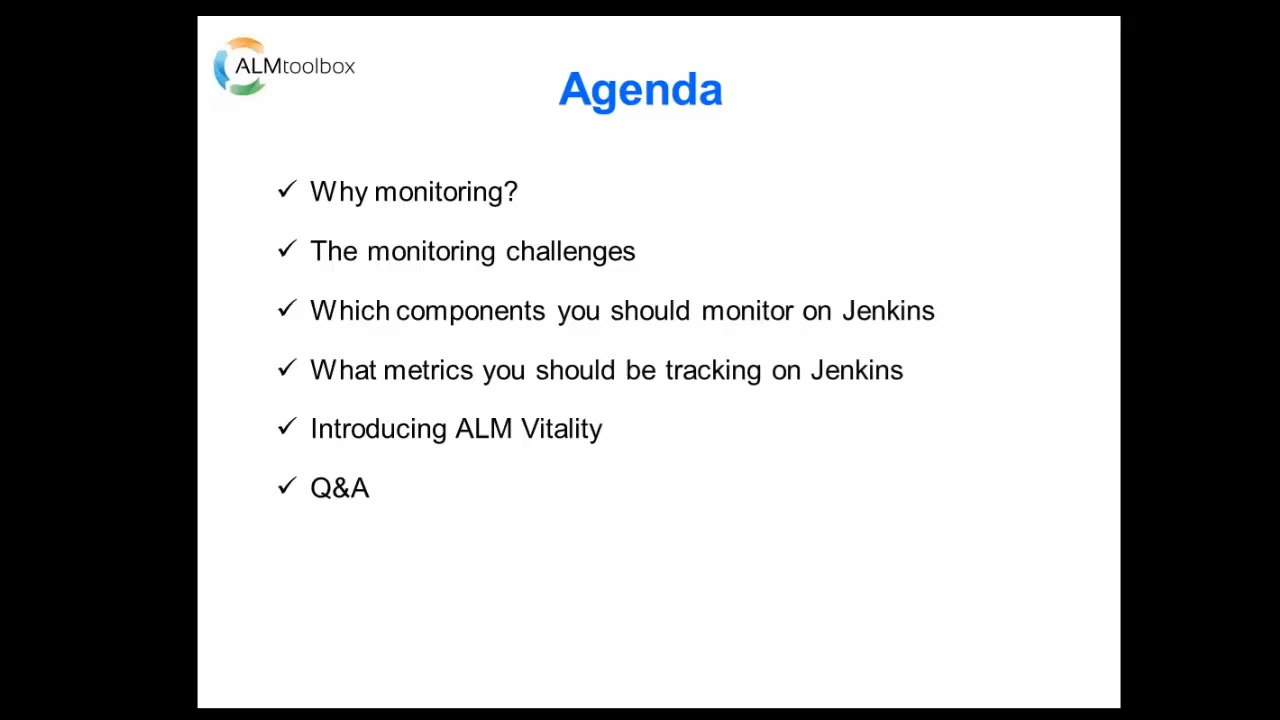 ALMtoolbox
Agenda
✓ Why monitoring?
✓ The monitoring challenges
✓ Which components you should monitor on Jenkins
✓ What metrics you should be tracking on Jenkins
✓ Introducing ALM Vitality
✓ Q&A